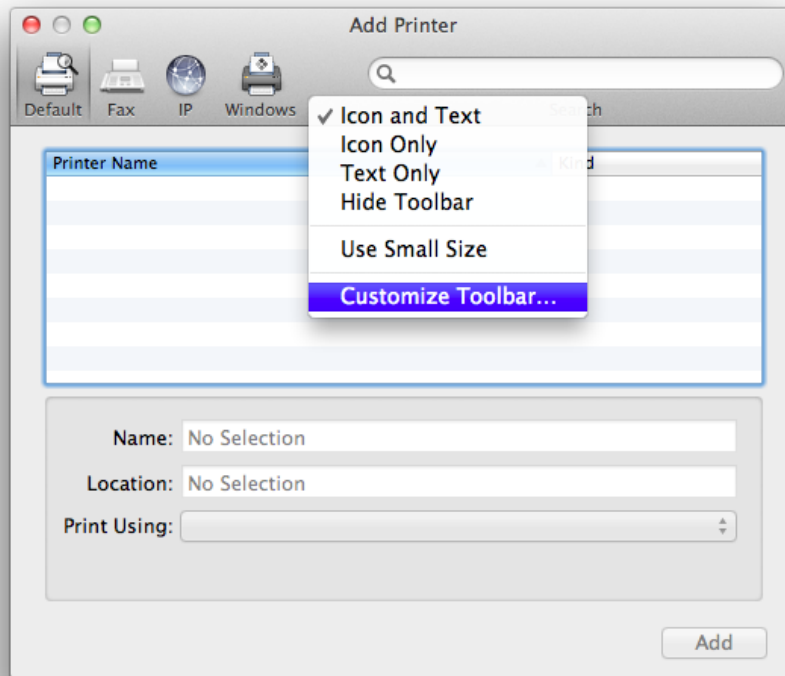 Add Printer
Default Fax IP Windows
Search
Icon and Text
Icon Only
Text Only
Hide Toolbar
Use Small Size
Customize Toolbar...
Printer Name Kind
Name: No Selection
Location: No Selection
Print Using:
Add